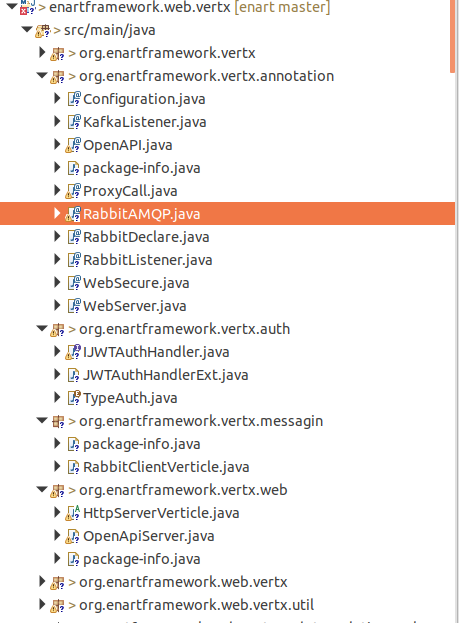 > enartframework.web.vertx [enart master]
> src/main/java
> org.enartframework.vertx
> org.enartframework.vertx.annotation
Configuration.java
KafkaListener.java
OpenAPI.java
package-info.java
ProxyCall.java
RabbitAMQP.java
RabbitDeclare.java
RabbitListener.java
WebSecure.java
WebServer.java
> org.enartframework.vertx.auth
IJWTAuthHandler.java
JWTAuthHandlerExt.java
TypeAuth.java
> org.enartframework.vertx.messagin
package-info.java
RabbitClientVerticle.java
> org.enartframework.vertx.web
HttpServerVerticle.java
OpenApiServer.java
package-info.java
> org.enartframework.web.vertx
> org.enartframework.web.vertx.util